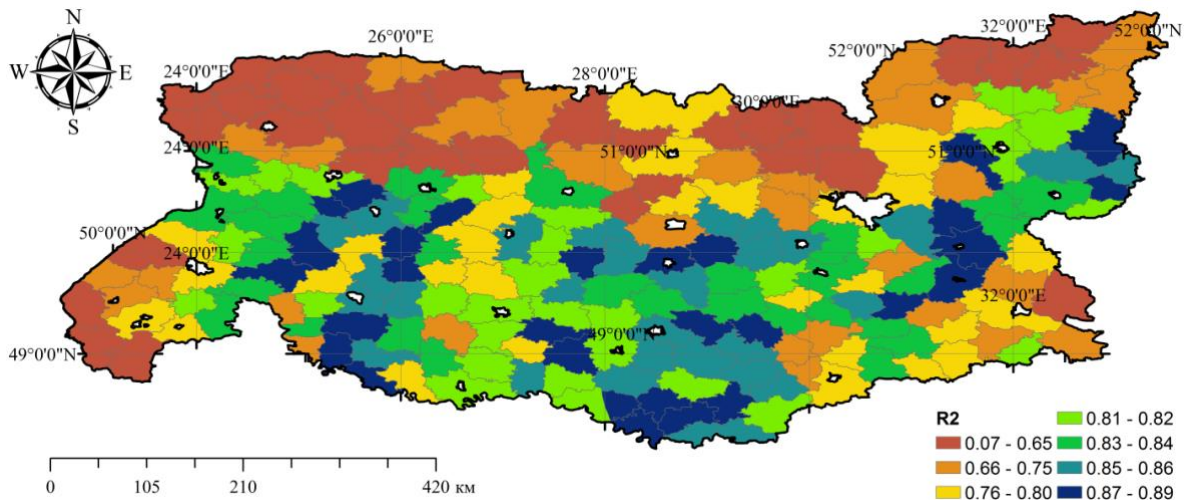 N
W E
S
26°0'0"E
32°0'0"E
52°0'0"N
52°0'0"N
24°0'0"E
28°0'0"E
30°0'0"E
24°0'0"E
51°0'0"N
51°0'0"N
50°0'0"N
24°0'0"E
32°0'0"E
49°0'0"N
49°0'0"N
R2
0.07 - 0.65
0.66 - 0.75
0.76 - 0.80
0.81 - 0.82
0.83 - 0.84
0.85 - 0.86
0.87 - 0.89
0 105 210 420 км